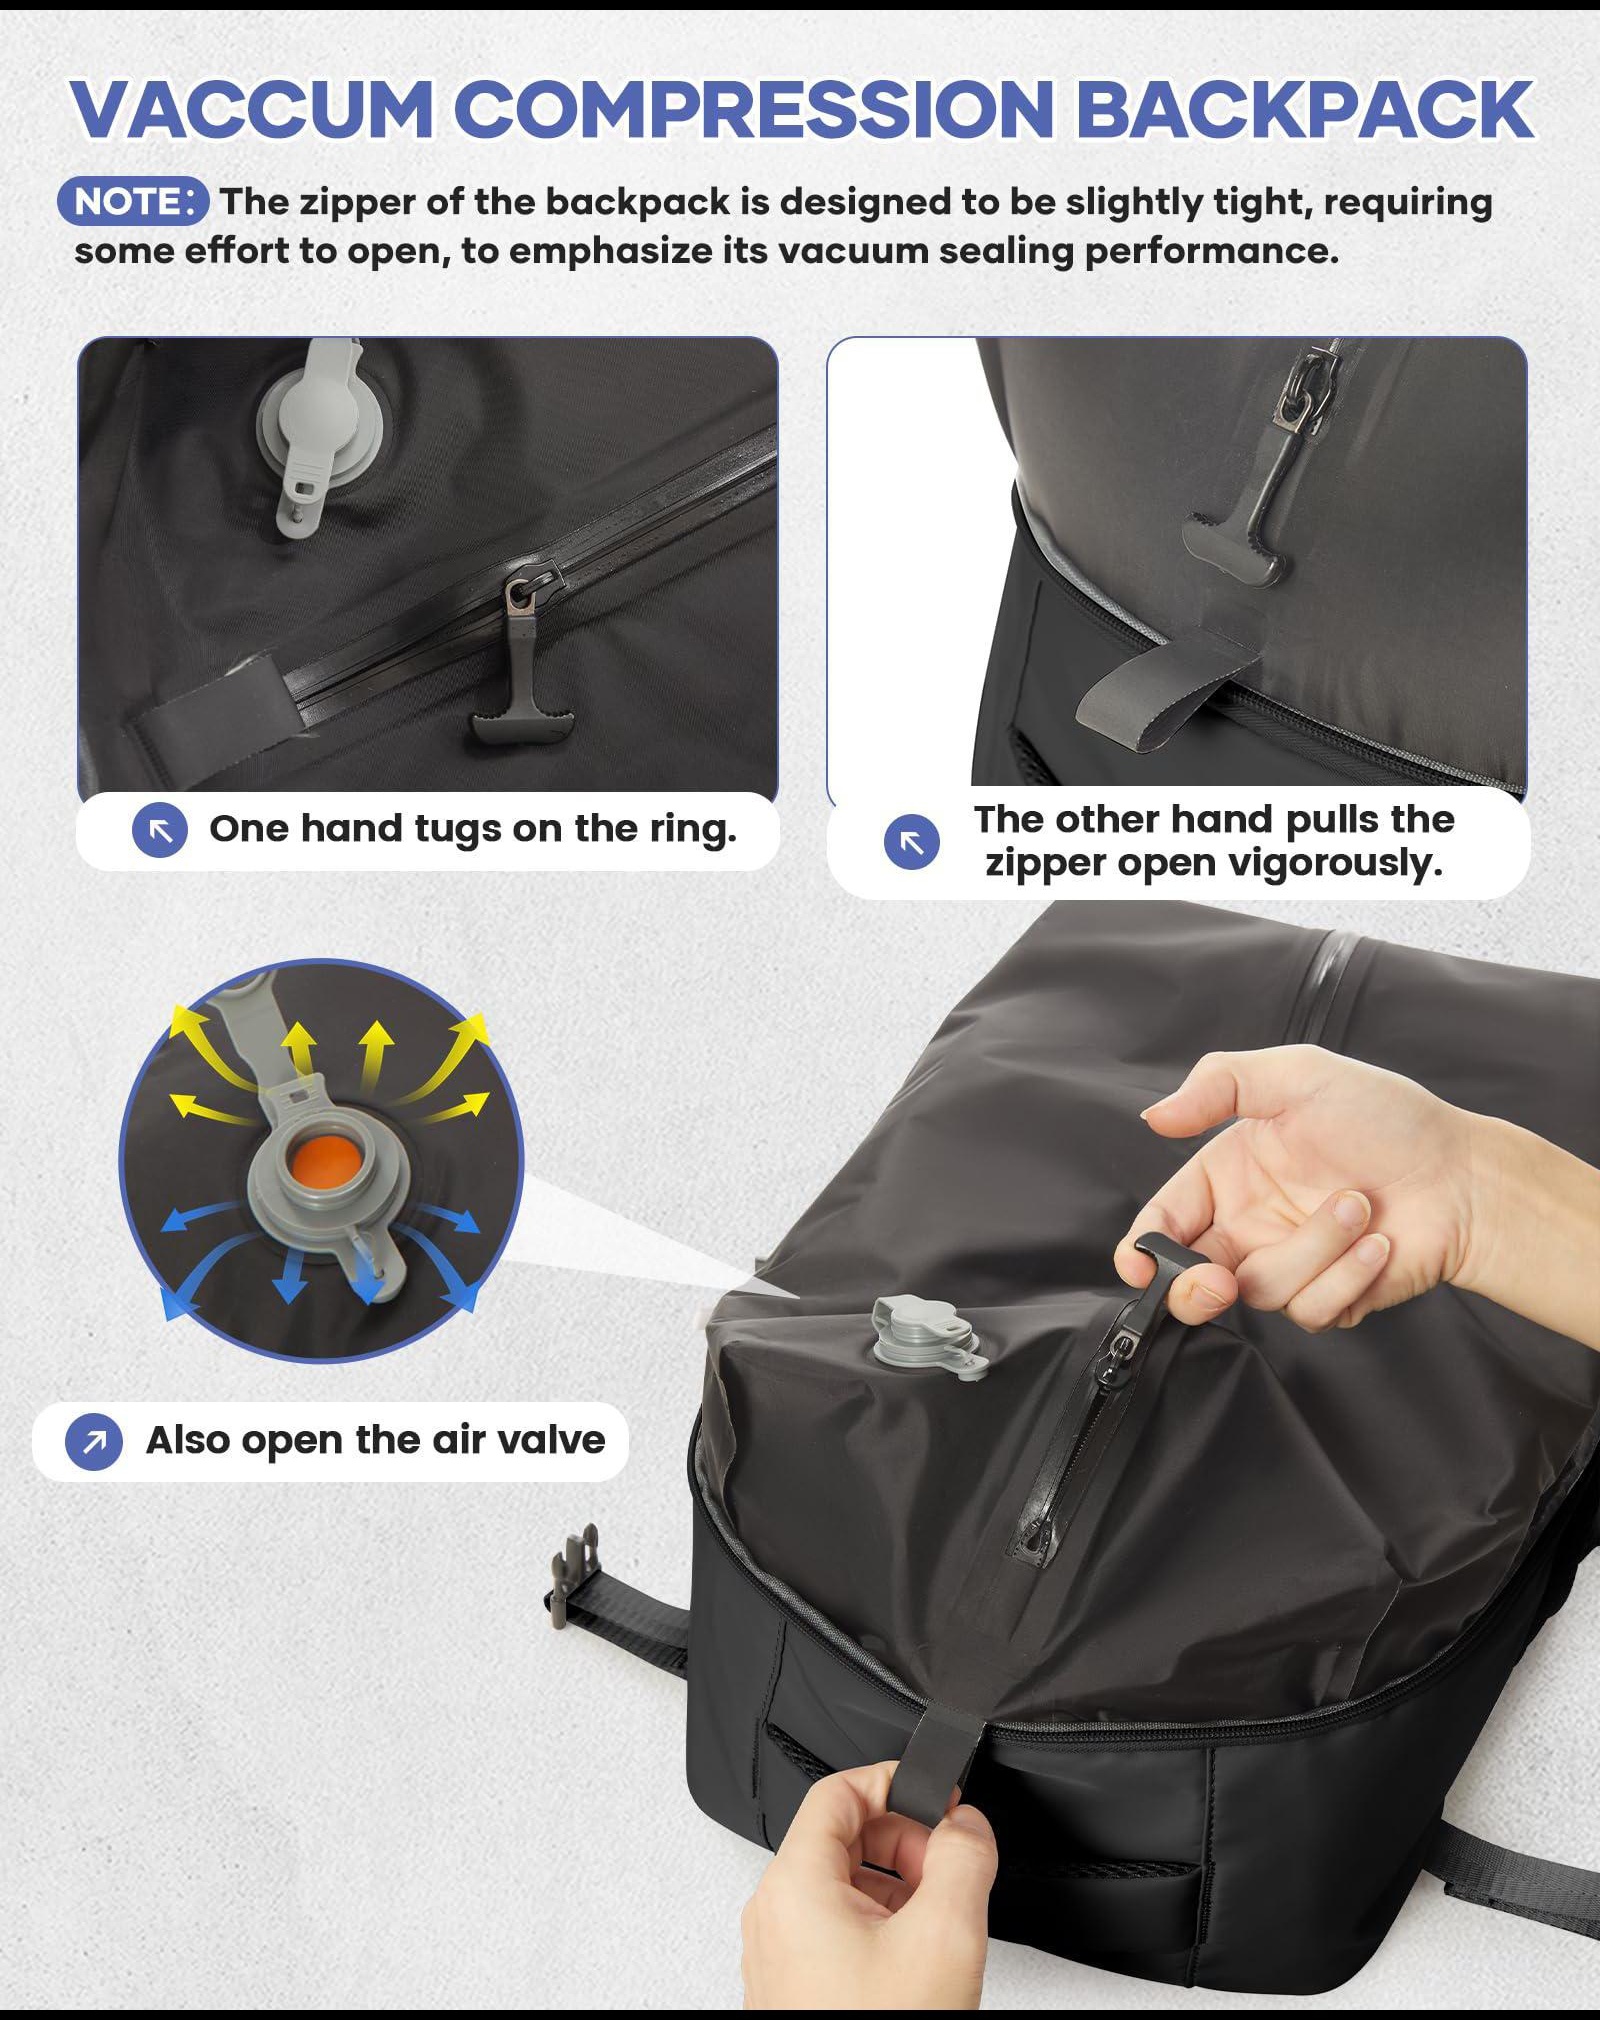 VACCUM COMPRESSION BACKPACK
NOTE: The zipper of the backpack is designed to be slightly tight, requiring
some effort to open, to emphasize its vacuum sealing performance.
One hand tugs on the ring.
The other hand pulls the
zipper open vigorously.
Also open the air valve